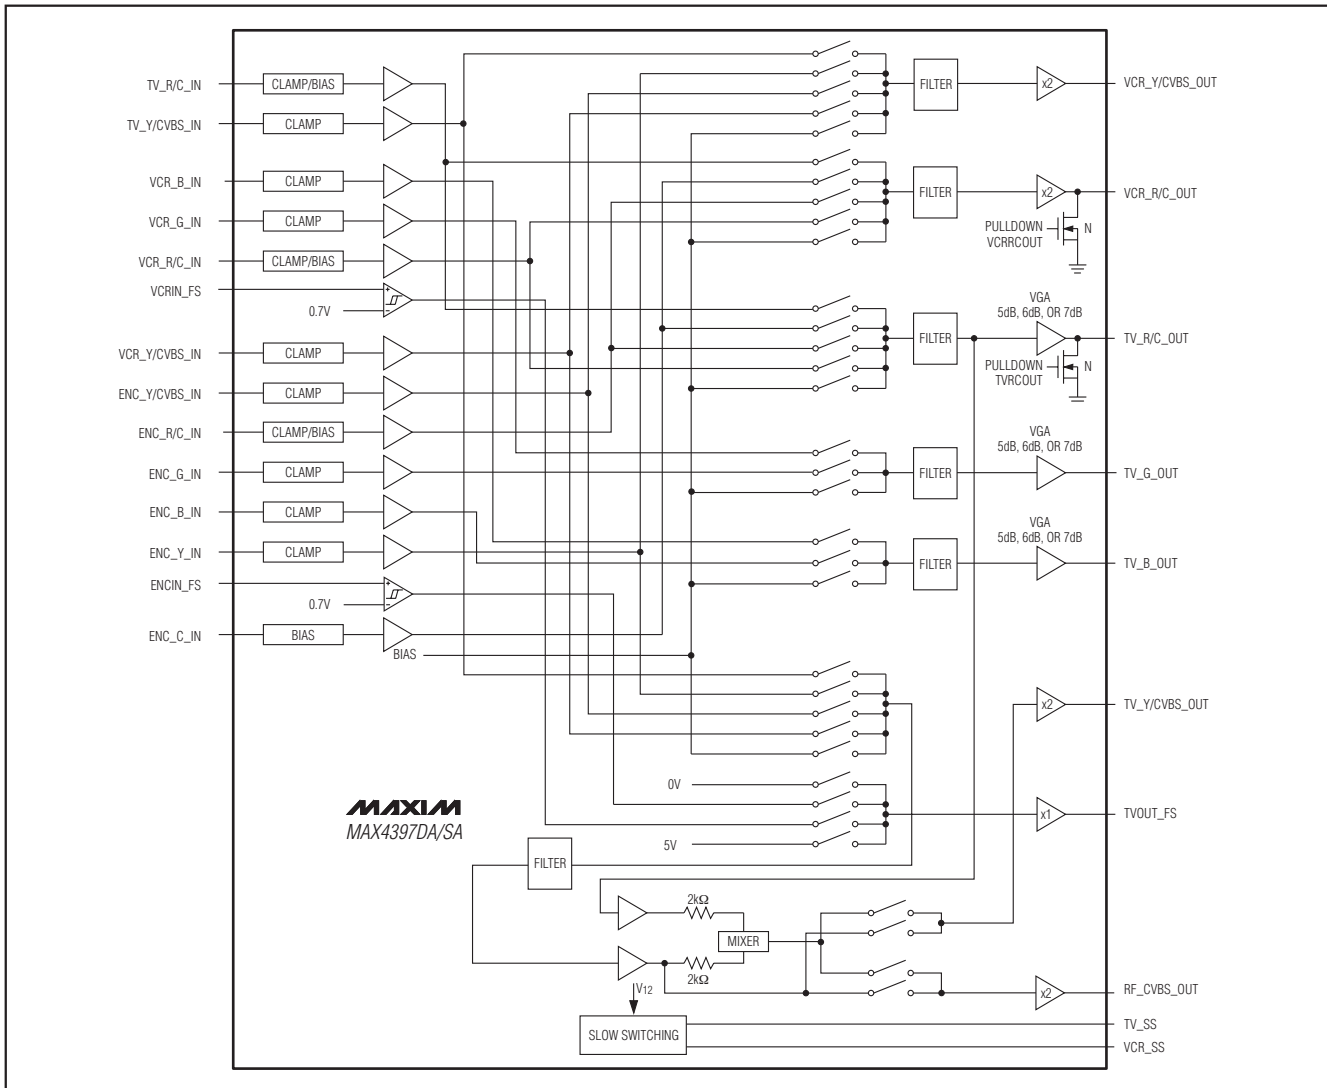 TV_R/C_IN
CLAMP/BIAS
FILTER
x2
VCR_Y/CVBS_OUT
TV_Y/CVBS_IN
CLAMP
VCR_B_IN
CLAMP
FILTER
x2
VCR_R/C_OUT
VCR_G_IN
CLAMP
PULLDOWN
VCRRCOUT
N
VCR_R/C_IN
CLAMP/BIAS
VCRIN_FS
+
0.7V
−
VGA
5dB, 6dB, OR 7dB
FILTER
TV_R/C_OUT
VCR_Y/CVBS_IN
CLAMP
PULLDOWN
TVRCOUT
N
ENC_Y/CVBS_IN
CLAMP
ENC_R/C_IN
CLAMP/BIAS
VGA
5dB, 6dB, OR 7dB
ENC_G_IN
CLAMP
FILTER
TV_G_OUT
ENC_B_IN
CLAMP
VGA
5dB, 6dB, OR 7dB
ENC_Y_IN
CLAMP
FILTER
TV_B_OUT
ENCIN_FS
+
0.7V
−
ENC_C_IN
BIAS
BIAS
x2
TV_Y/CVBS_OUT
0V
MAXIM
MAX4397DA/SA
x1
TVOUT_FS
5V
FILTER
2kΩ
MIXER
2kΩ
V12
x2
RF_CVBS_OUT
SLOW SWITCHING
TV_SS
VCR_SS